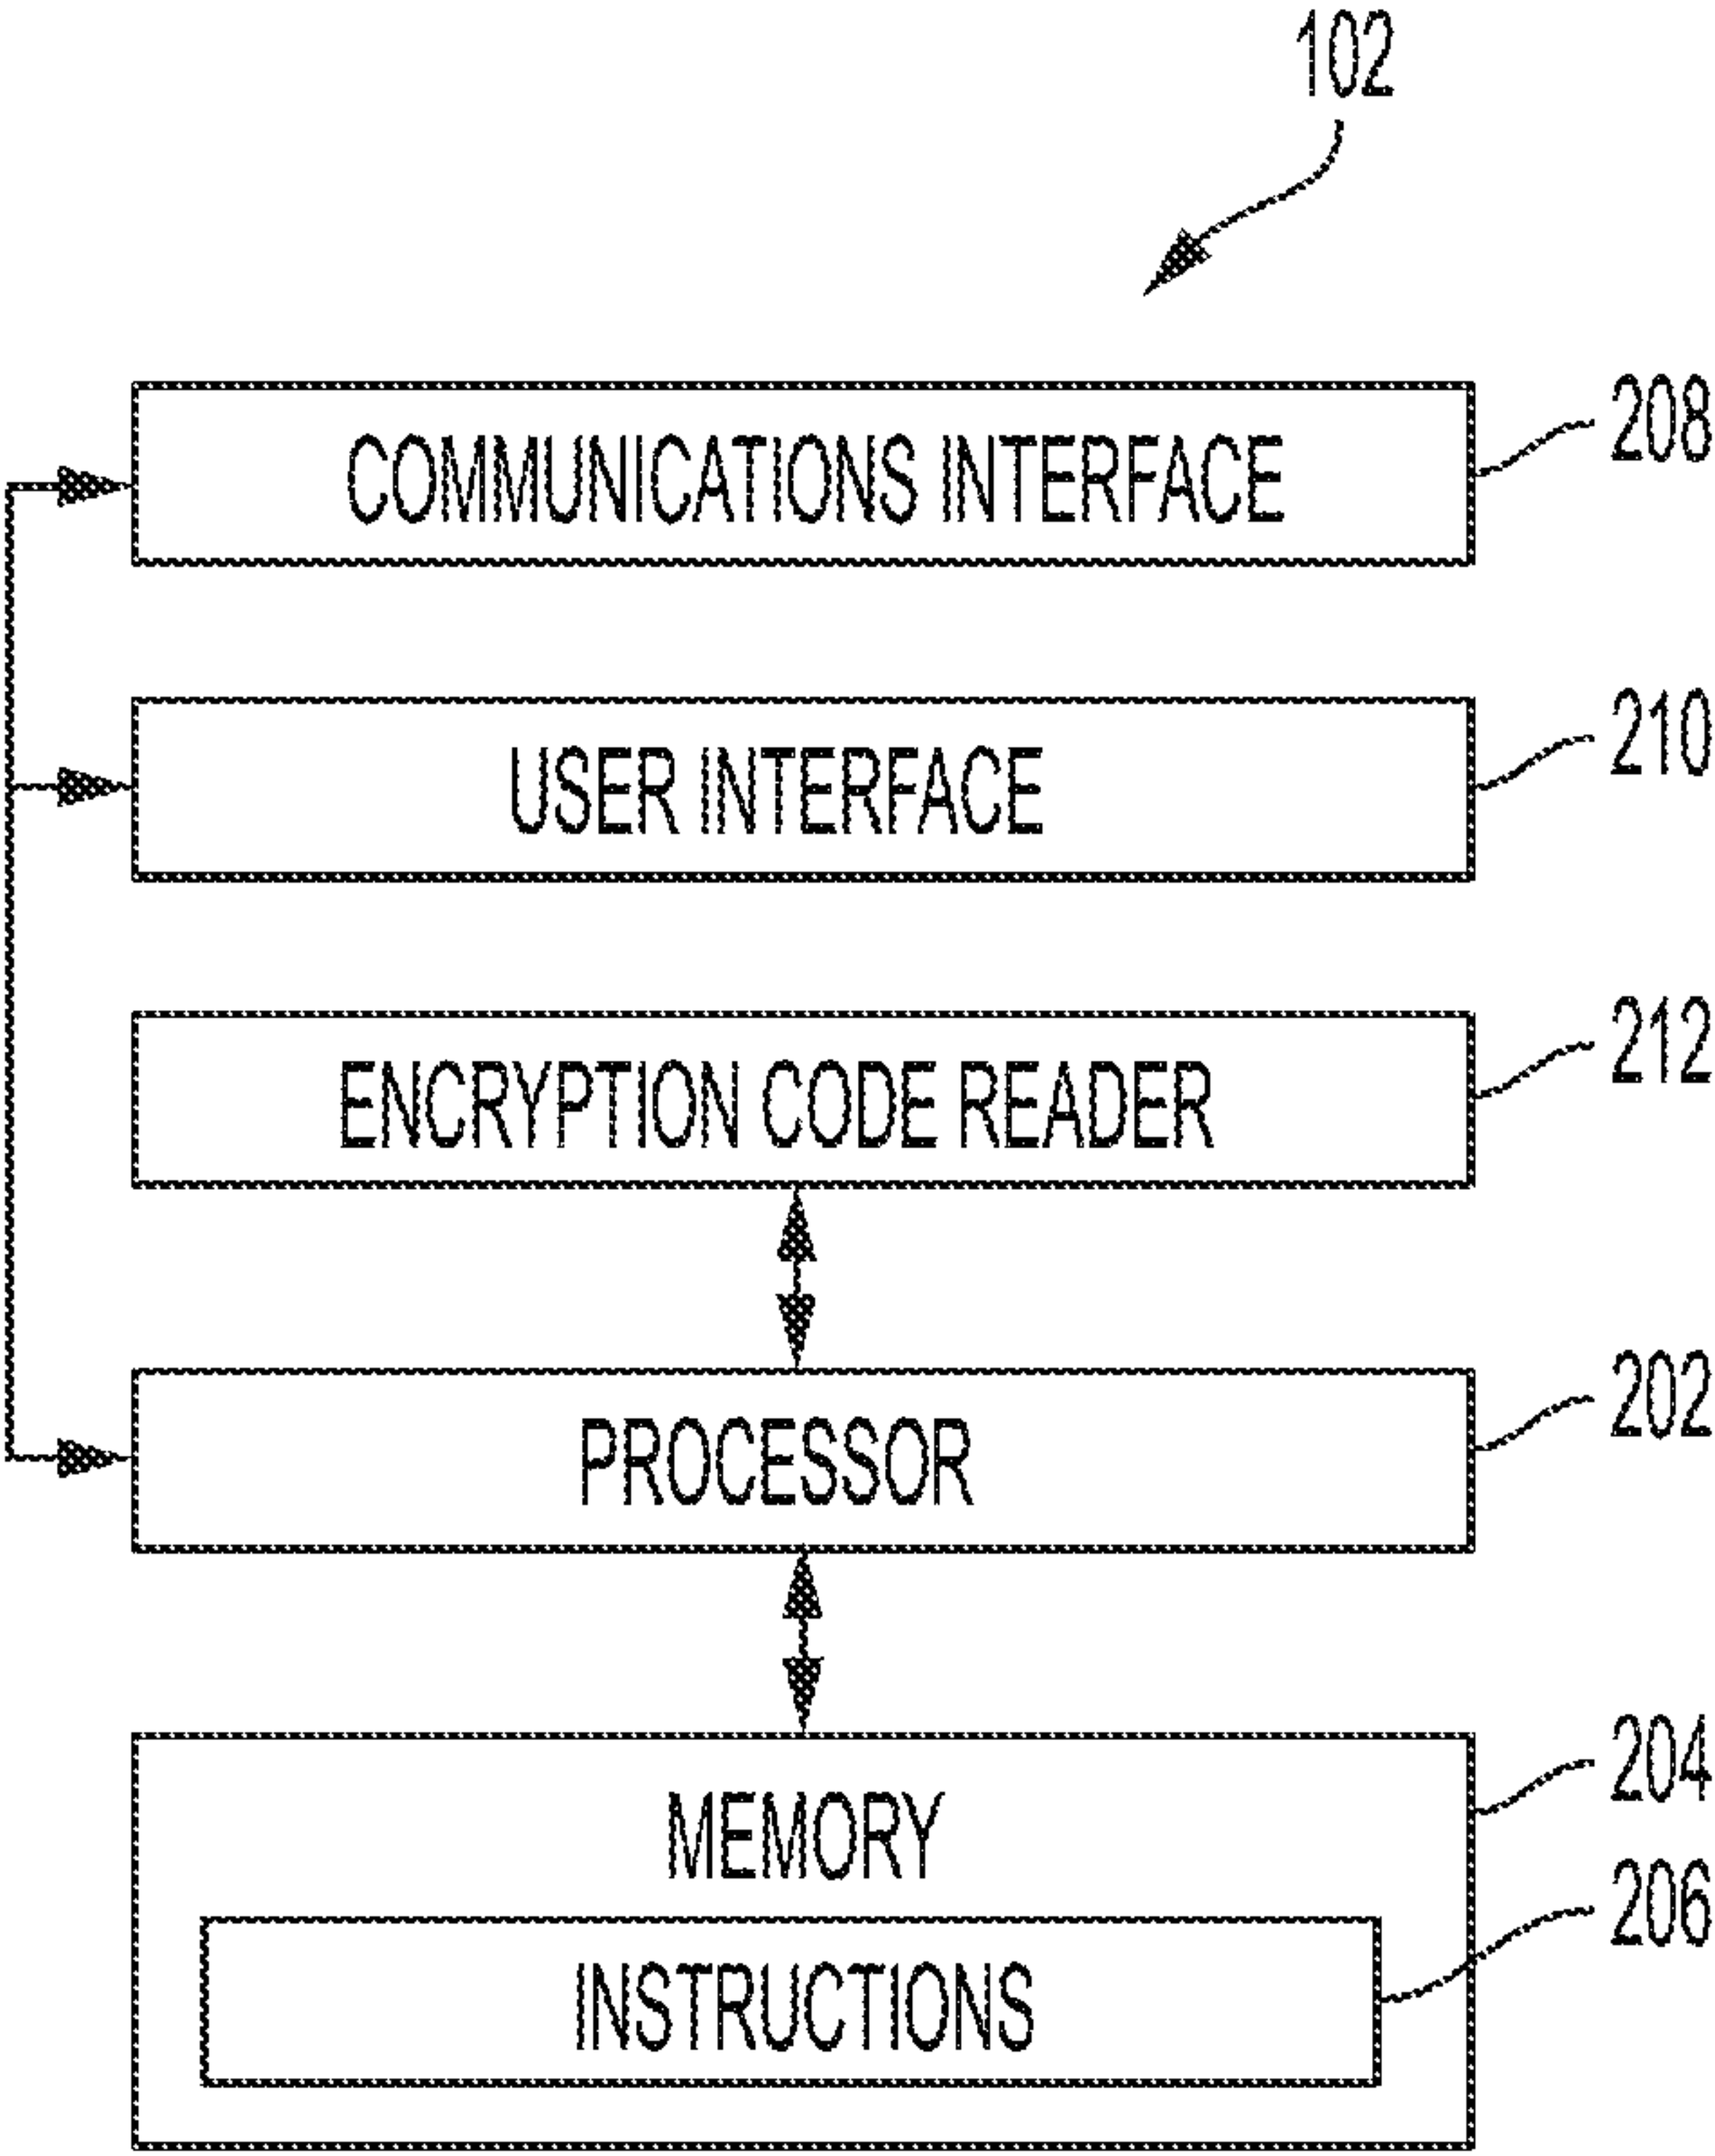 102
COMMUNICATIONS INTERFACE 208
USER INTERFACE 210
ENCRYPTION CODE READER 212
PROCESSOR 202
MEMORY 204
INSTRUCTIONS 206